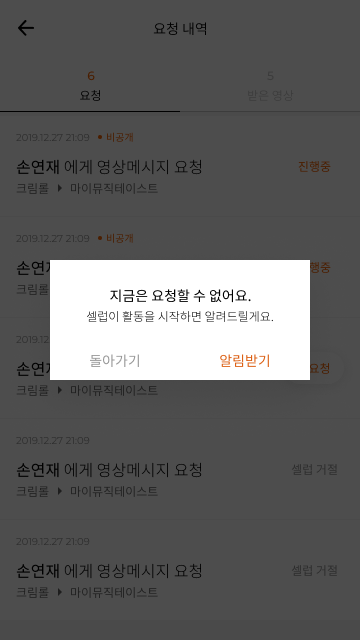 요청 내역
6
요청
5
받은 영상
2019.12.27 21:09 • 비공개
손연재 에게 영상메시지 요청
진행중
크림롤 ▶ 마이뮤직테이스트
2019.12.27 21:09 • 비공개
손연재
행중
크림롤
지금은 요청할 수 없어요.
셀럽이 활동을 시작하면 알려드릴게요.
돌아가기
알림받기
2019.12
손연재
요청
크림롤 ▶ 마이뮤직테이스트
2019.12.27 21:09
손연재 에게 영상메시지 요청
셀럽 거절
크림롤 ▶ 마이뮤직테이스트
2019.12.27 21:09
손연재 에게 영상메시지 요청
셀럽 거절
크림롤 ▶ 마이뮤직테이스트